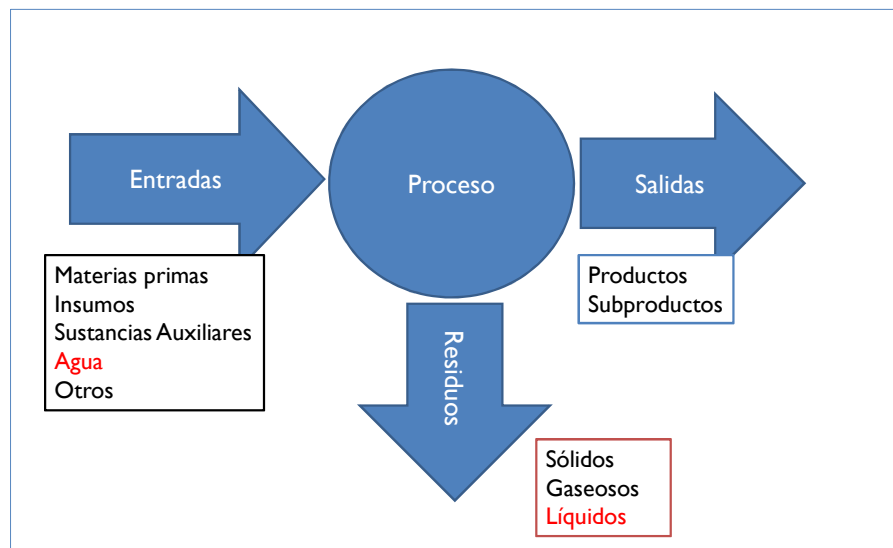 Entradas
Proceso
Salidas
Materias primas
Insumos
Sustancias Auxiliares
Agua
Otros
Productos
Subproductos
Residuos
Sólidos
Gaseosos
Líquidos